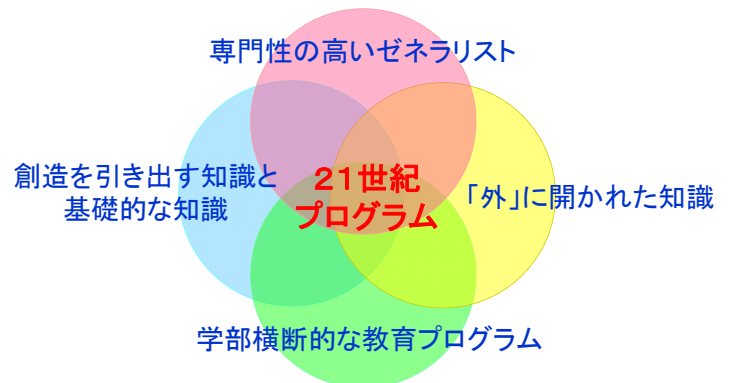 専門性の高いゼネラリスト
創造を引き出す知識と
基礎的な知識
21世紀
プログラム
「外」に開かれた知識
学部横断的な教育プログラム